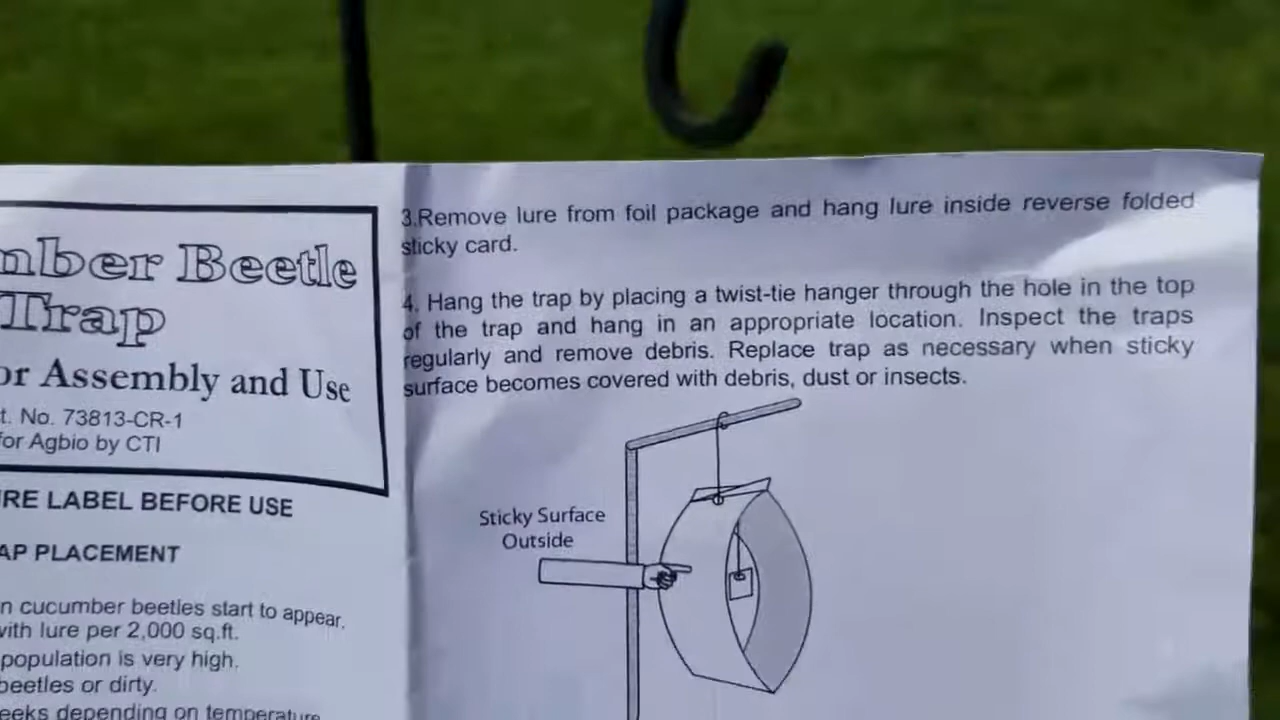 Beetle
Trap
Assembly and Use
No. 73813-CR-1
for Agbio by CTI
LABEL BEFORE USE
PLACEMENT
cucumber beetles start to appear,
with lure per 2,000 sq.ft.
population is very high.
beetles or dirty.
depending on temperature
3.Remove lure from foil package and hang lure inside reverse folded
sticky card.
4. Hang the trap by placing a twist-tie hanger through the hole in the top
of the trap and hang in an appropriate location. Inspect the traps
regularly and remove debris. Replace trap as necessary when sticky
surface becomes covered with debris, dust or insects.
Sticky Surface
Outside